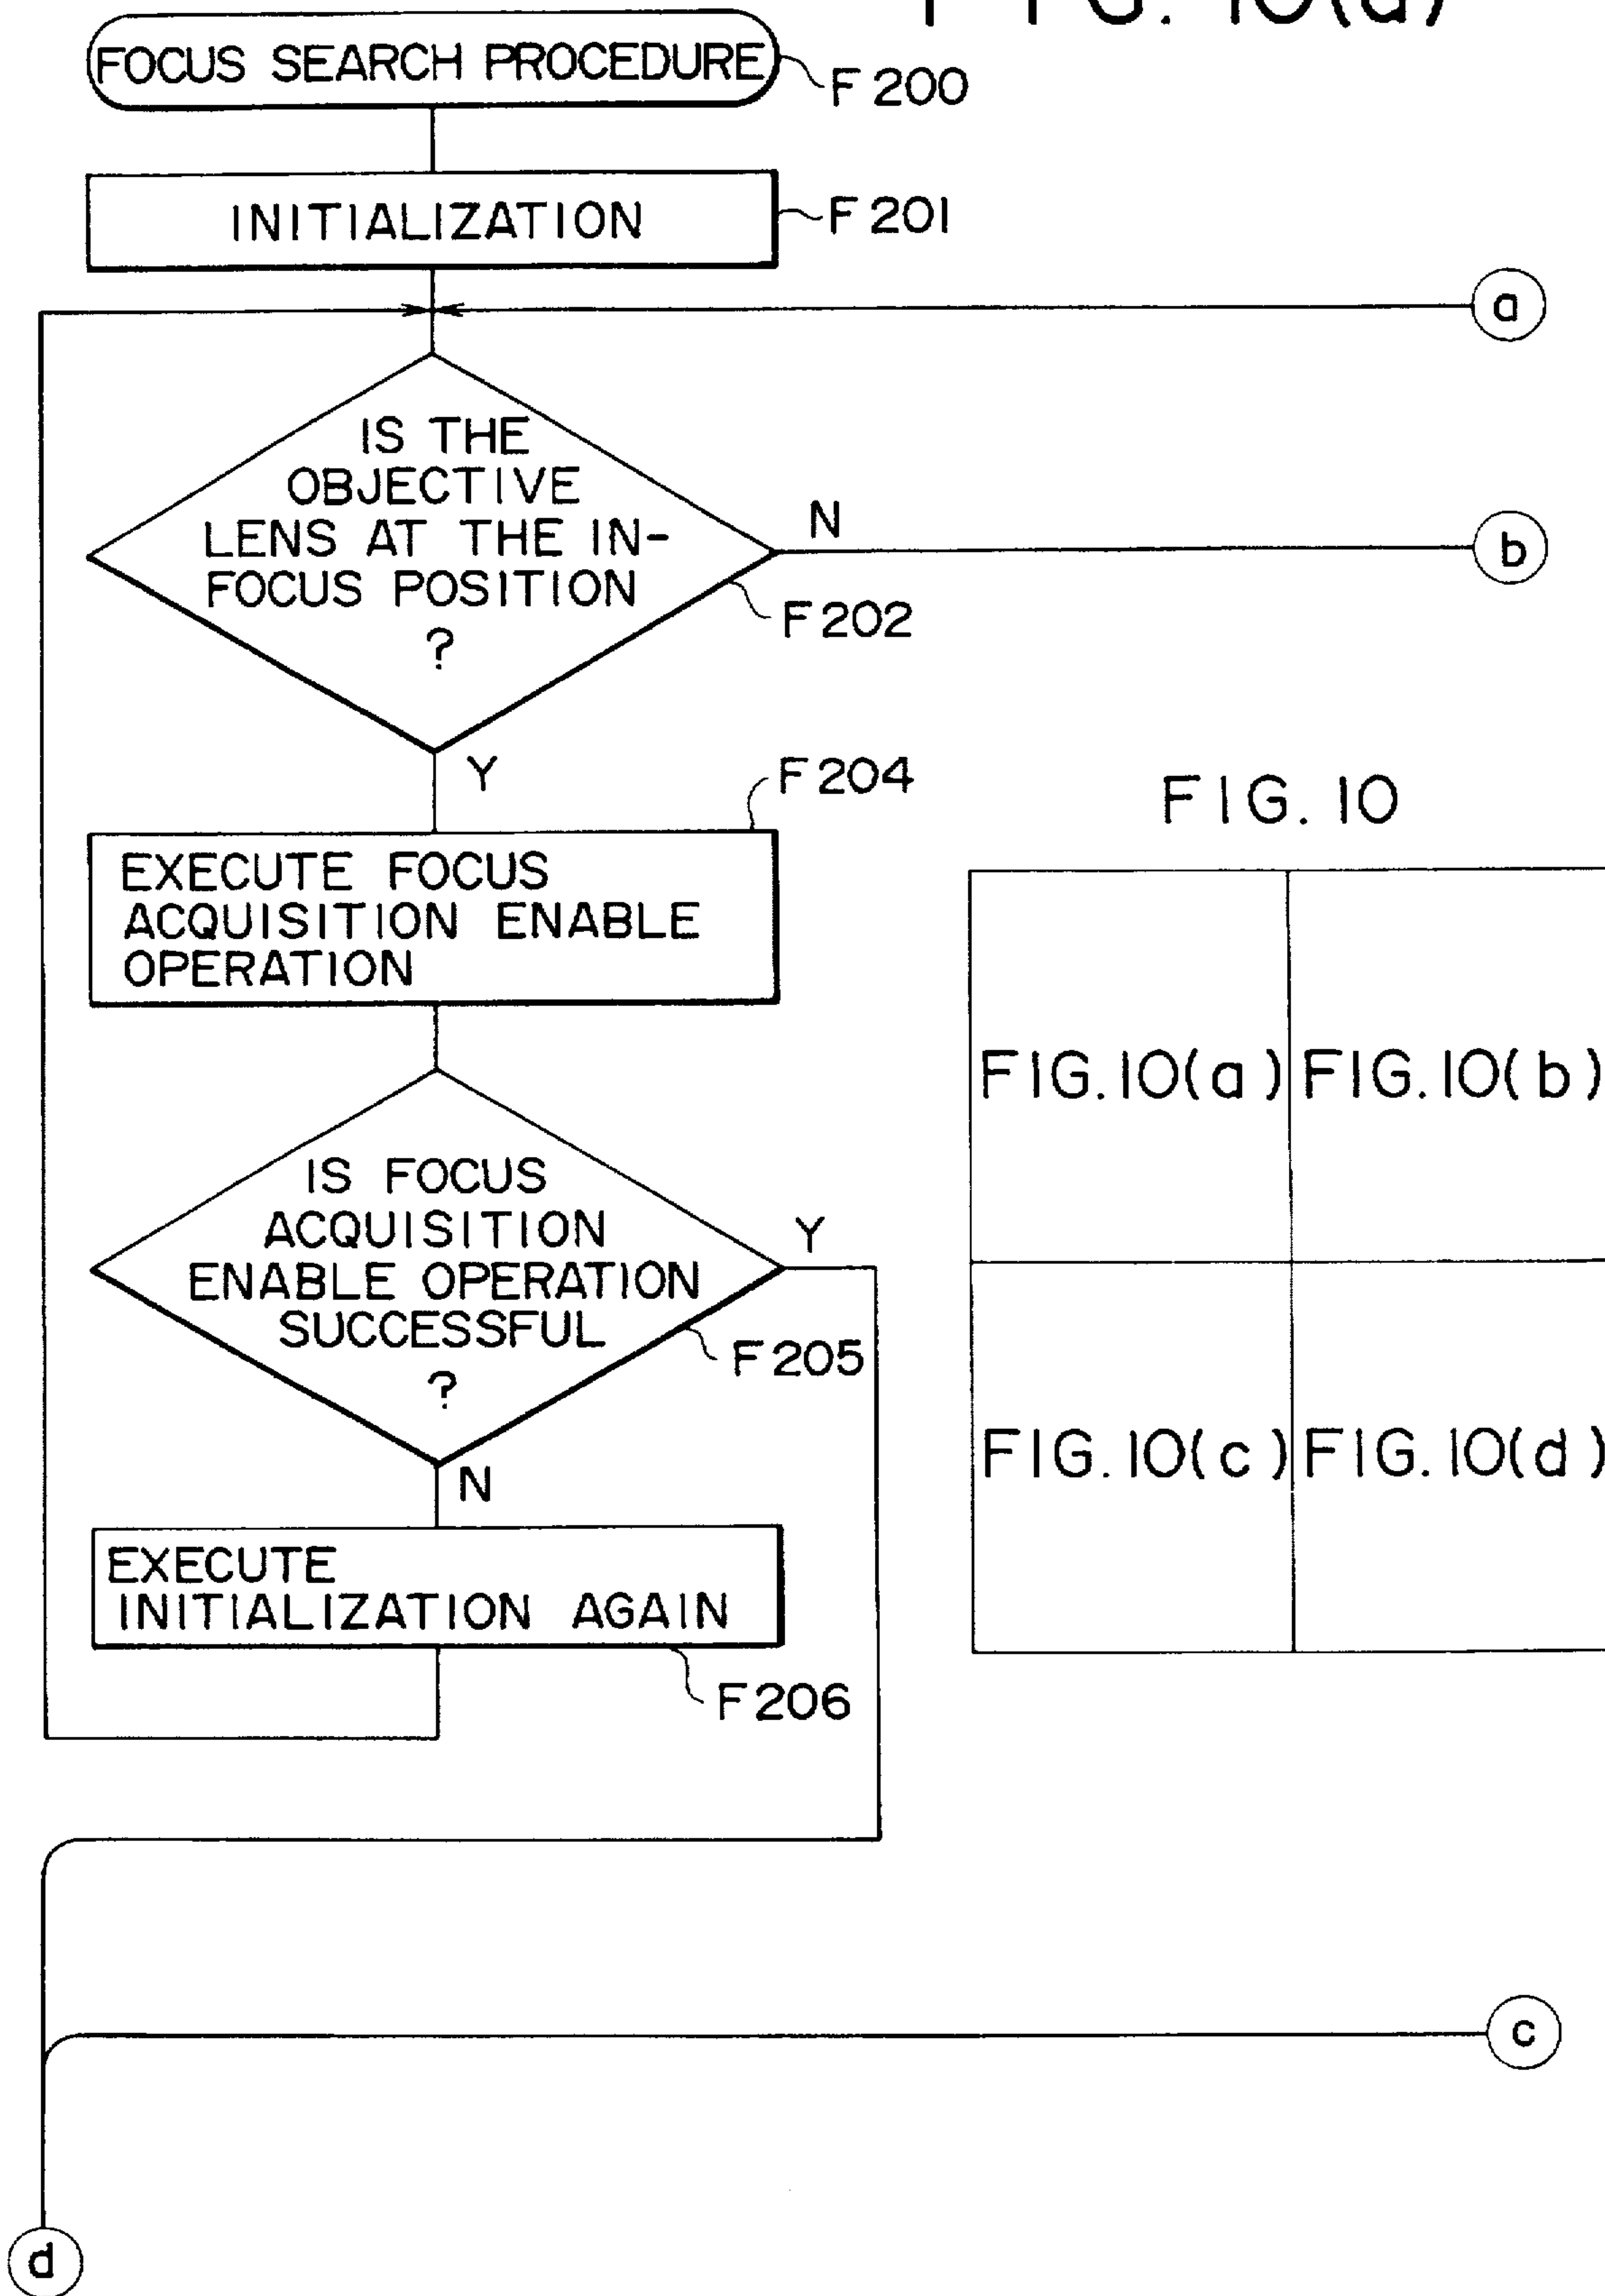 FIG. 10(a)
FOCUS SEARCH PROCEDURE
F200
INITIALIZATION
F201
a
IS THE
OBJECTIVE
LENS AT THE IN-
FOCUS POSITION
?
N
b
F202
Y
F204
EXECUTE FOCUS
ACQUISITION ENABLE
OPERATION
IS FOCUS
ACQUISITION
ENABLE OPERATION
SUCCESSFUL
?
Y
F205
N
EXECUTE
INITIALIZATION AGAIN
F206
FIG. 10
FIG. 10(a)
FIG. 10(b)
FIG. 10(c)
FIG. 10(d)
c
d